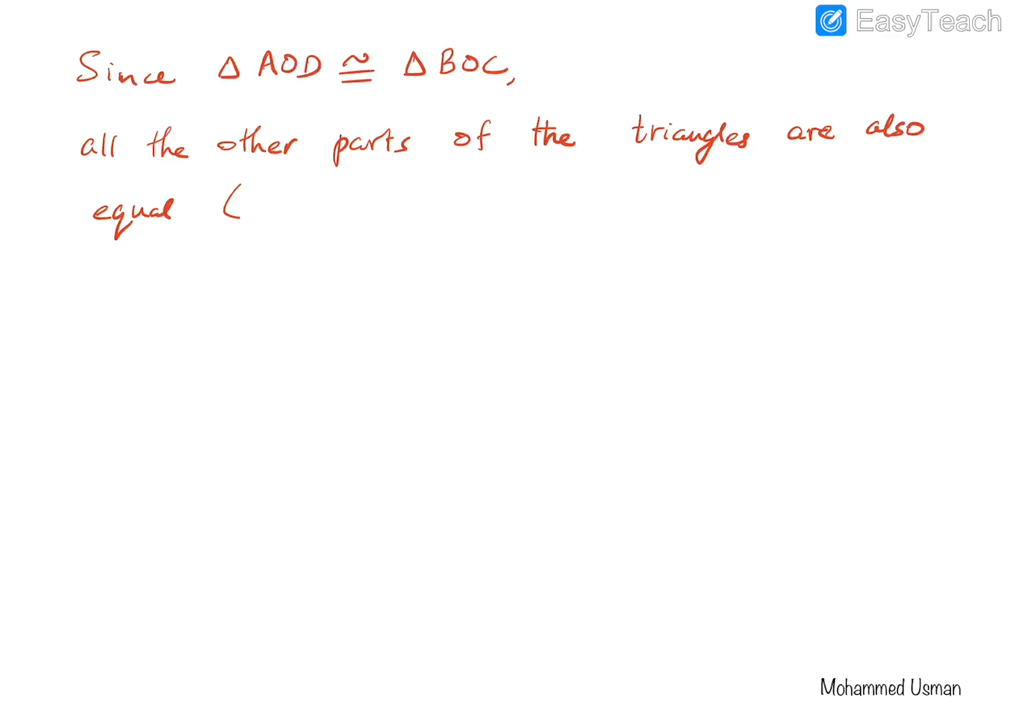 EasyTeach
Since △ AOD ≅ △ BOC,
all the other parts of the triangles are also
equal (
Mohammed Usman